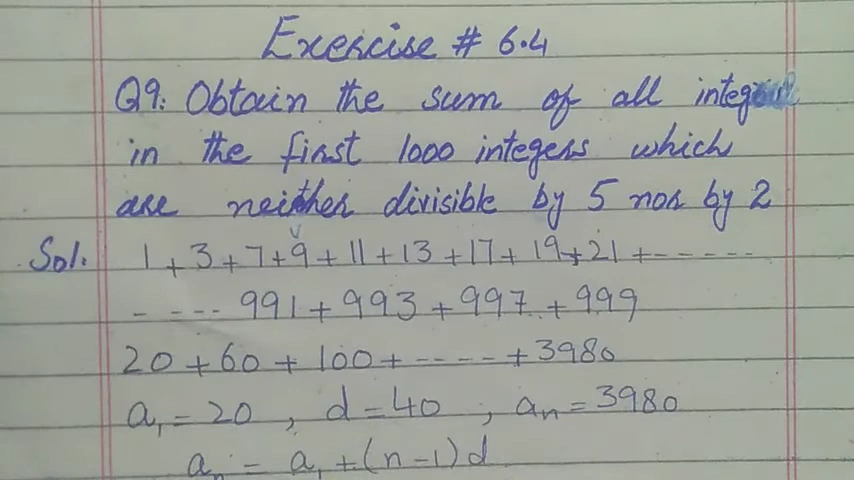 Exercise # 6.4
Q9: Obtain the sum of all
in the first 1000 integers which
are neither divisible by 5 nor by 2
Sol: 1 + 3 + 7 + 9 + 11 + 13 + 17 + 19 + 21 + ------
- ---- 991 + 993 + 997 + 999
20 + 60 + 100 + ----- + 3980
a₁ = 20 , d = 40 , aₙ = 3980
aₙ = a₁ + (n - 1) d